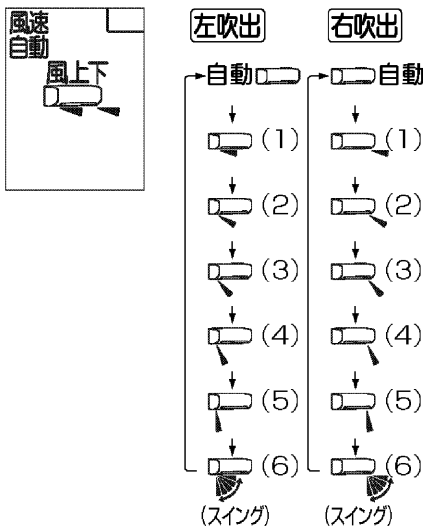 風速
自動
風上下
左吹出
自動
(1)
(2)
(3)
(4)
(5)
(6)
(スイング)
右吹出
自動
(1)
(2)
(3)
(4)
(5)
(6)
(スイング)